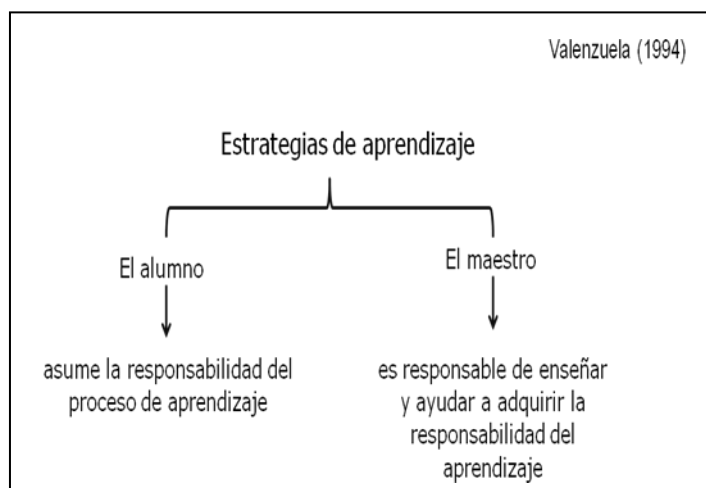 Valenzuela (1994)
Estrategias de aprendizaje
El alumno
El maestro
asume la responsabilidad del
proceso de aprendizaje
es responsable de enseñar
y ayudar a adquirir la
responsabilidad del
aprendizaje